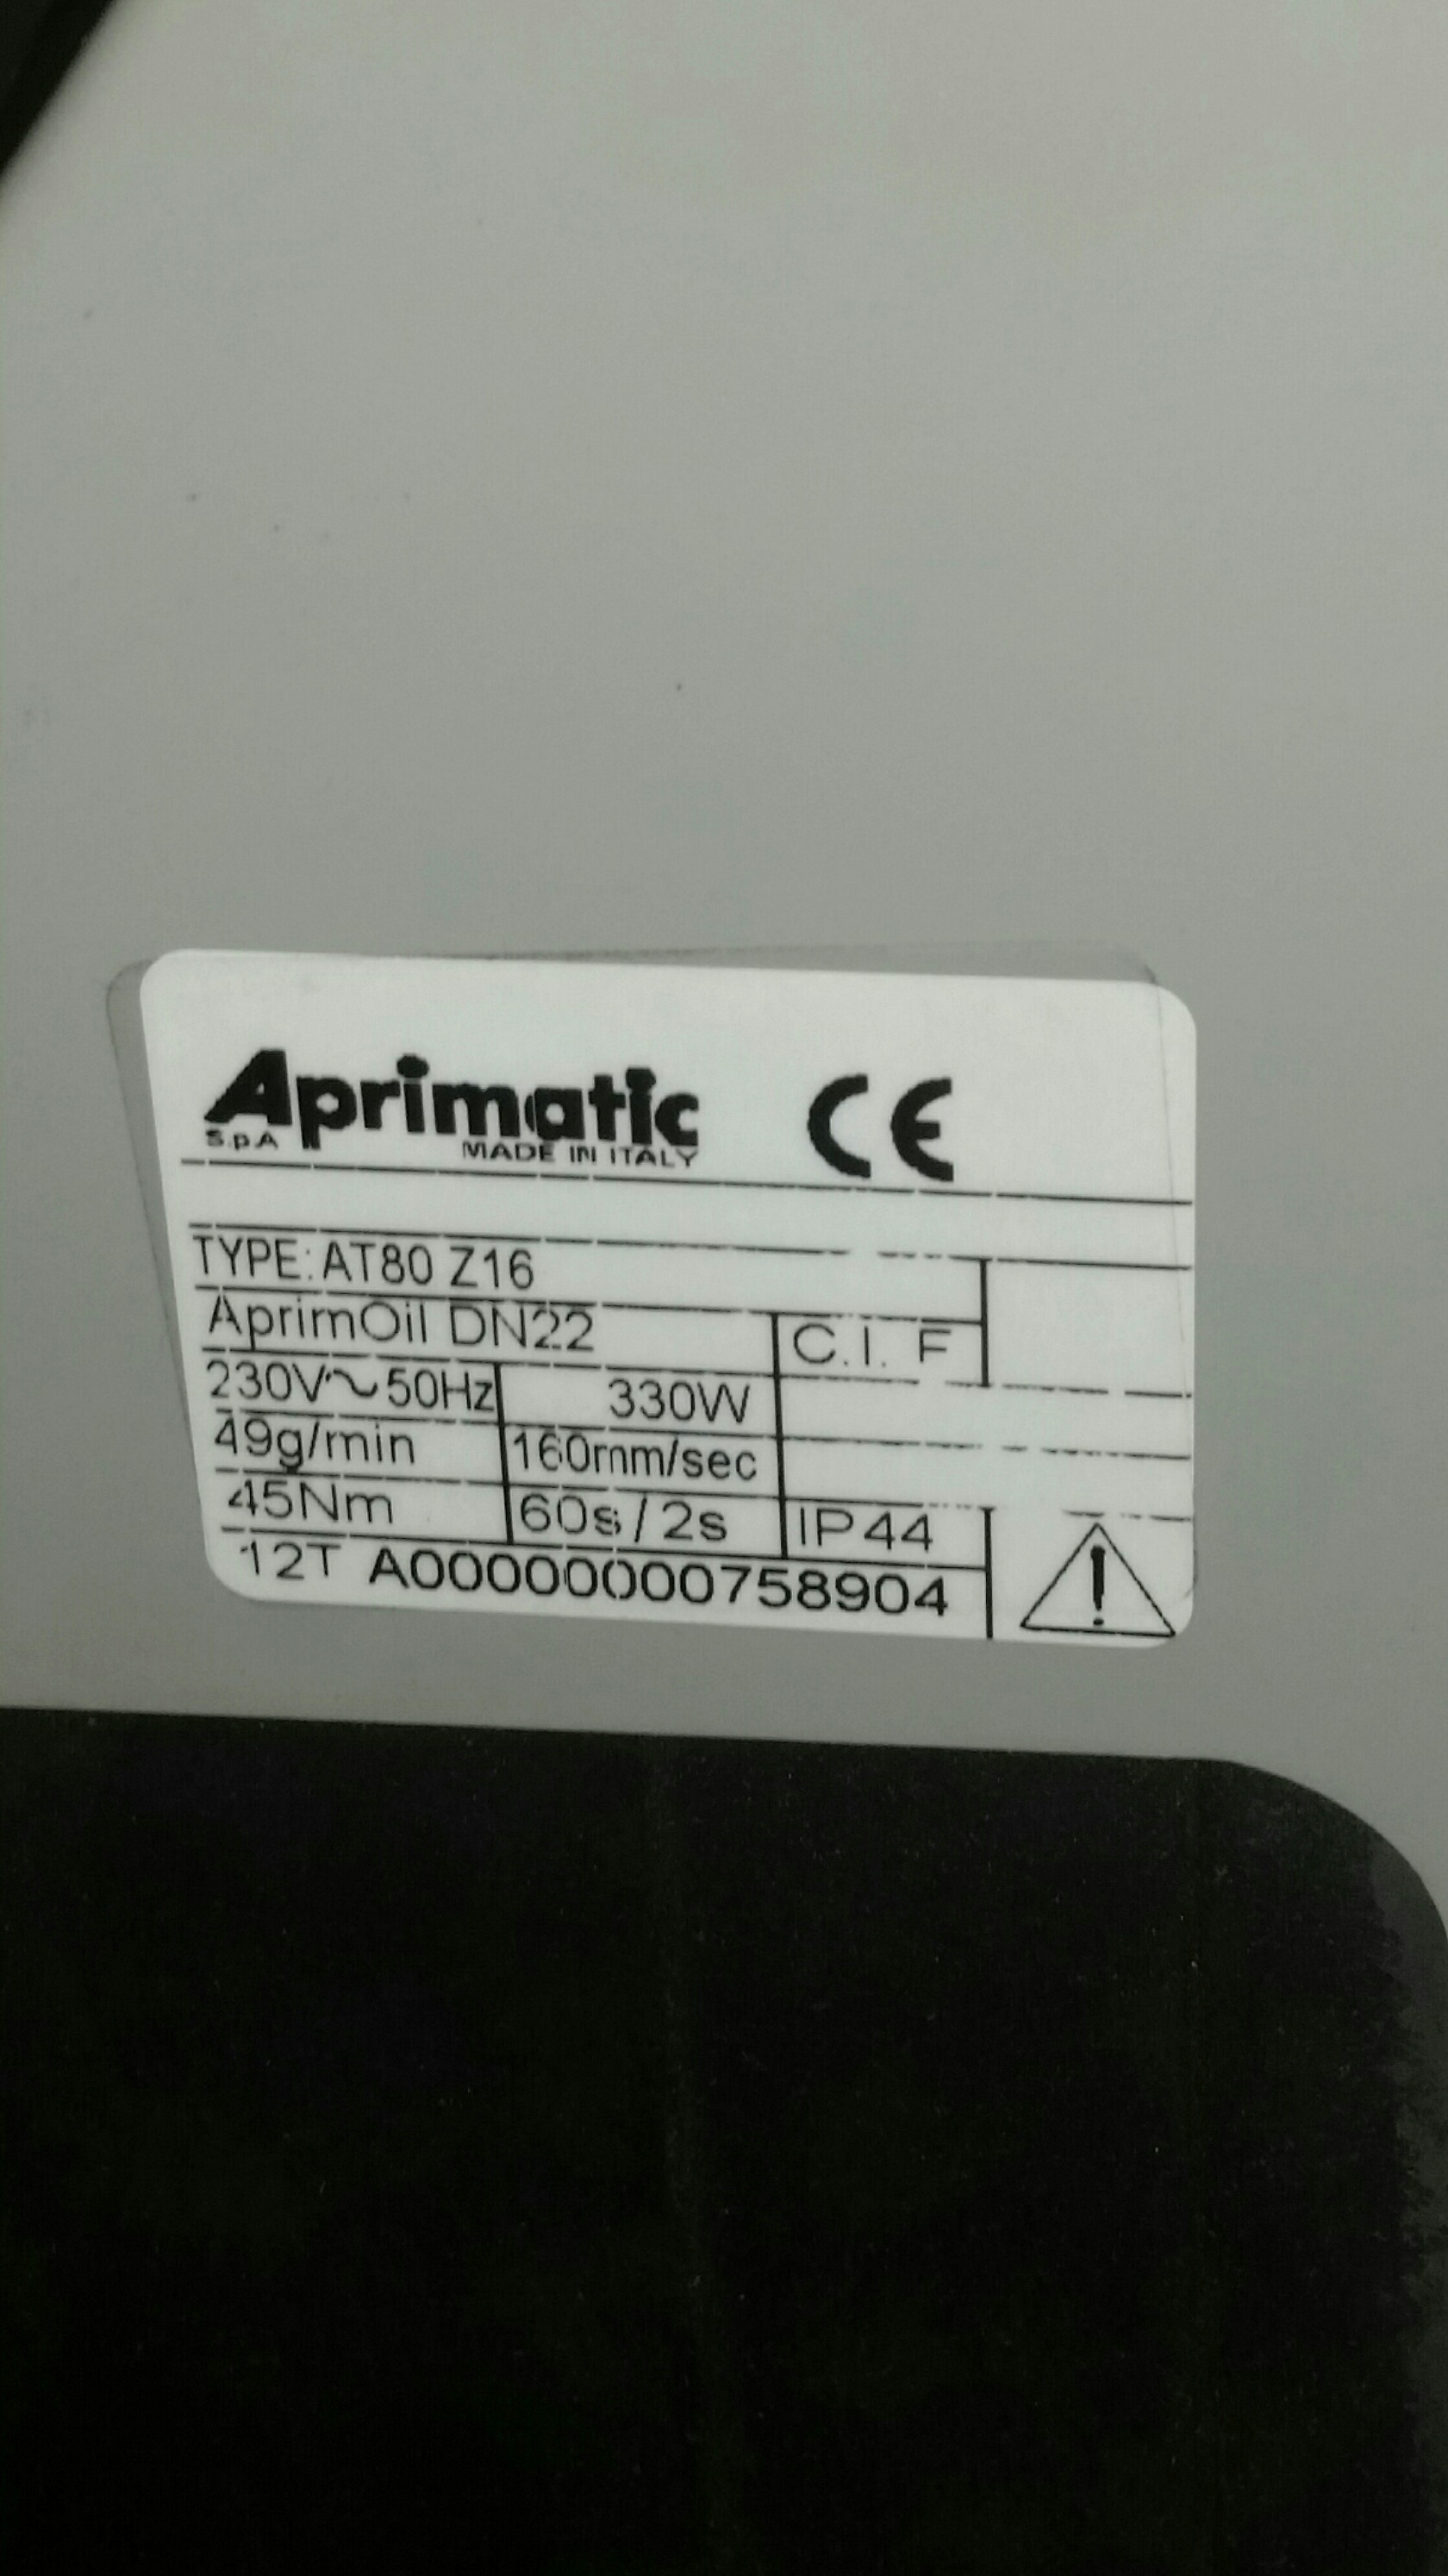 Aprimatic CE
S.p.A MADE IN ITALY
TYPE: AT80 Z16
AprimOil DN22 C.I. F
230V~50Hz 330W
49g/min 160mm/sec
45Nm 60s/2s IP44
12T A00000000758904